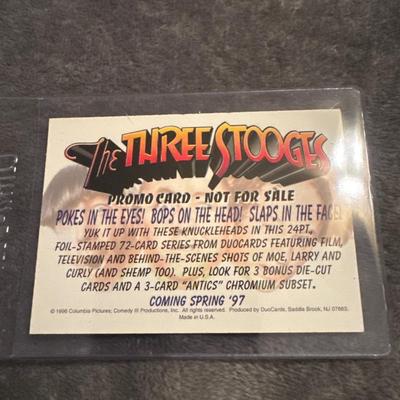 The THREE STOOGES
PROMO CARD - NOT FOR SALE
POKES IN THE EYES! BOPS ON THE HEAD! SLAPS IN THE FACE!
YUK IT UP WITH THESE KNUCKLEHEADS IN THIS 24PT.,
FOIL-STAMPED 72-CARD SERIES FROM DUOCARDS FEATURING FILM,
TELEVISION AND BEHIND-THE-SCENES SHOTS OF MOE, LARRY AND
CURLY (AND SHEMP TOO). PLUS, LOOK FOR 3 BONUS DIE-CUT
CARDS AND A 3-CARD "ANTICS" CHROMIUM SUBSET.
COMING SPRING '97
© 1996 Columbia Pictures; Comedy III Productions, Inc. All rights reserved. Produced by DuoCards, Saddle Brook, NJ 07663.
Made in U.S.A.